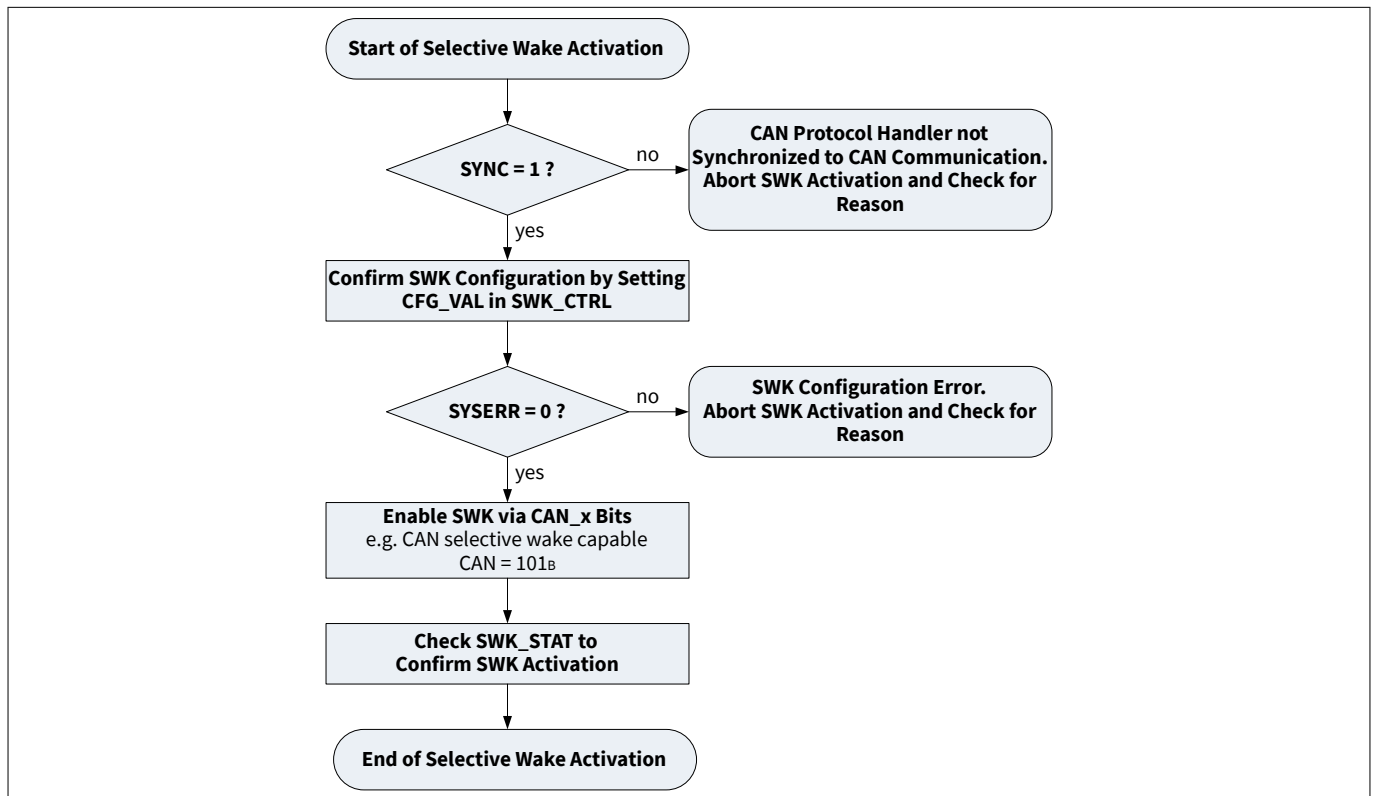 Start of Selective Wake Activation
SYNC = 1 ?
no
CAN Protocol Handler not
Synchronized to CAN Communication.
Abort SWK Activation and Check for
Reason
yes
Confirm SWK Configuration by Setting
CFG_VAL in SWK_CTRL
SYSERR = 0 ?
no
SWK Configuration Error.
Abort SWK Activation and Check for
Reason
yes
Enable SWK via CAN_x Bits
e.g. CAN selective wake capable
CAN = 101B
Check SWK_STAT to
Confirm SWK Activation
End of Selective Wake Activation